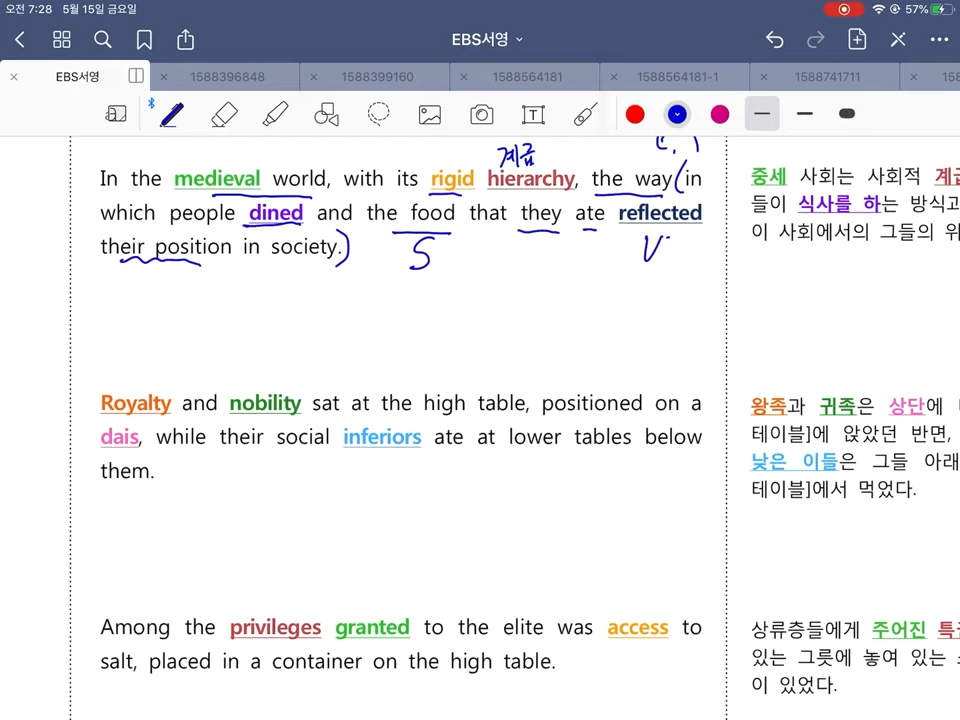 오전 7:28 5월 15일 금요일
57%
EBS서영
EBS서영
1588396848
1588399160
1588564181
1588564181-1
1588741711
계급
In the medieval world, with its rigid hierarchy, the way (in
which people dined and the food that they ate reflected
their position in society.)
S
V
중세 사회는 사회적 계급
들이 식사를 하는 방식과
이 사회에서의 그들의 위
Royalty and nobility sat at the high table, positioned on a
dais, while their social inferiors ate at lower tables below
them.
왕족과 귀족은 상단에
테이블]에 앉았던 반면,
낮은 이들은 그들 아래
테이블]에서 먹었다.
Among the privileges granted to the elite was access to
salt, placed in a container on the high table.
상류층들에게 주어진
있는 그릇에 놓여 있는
이 있었다.